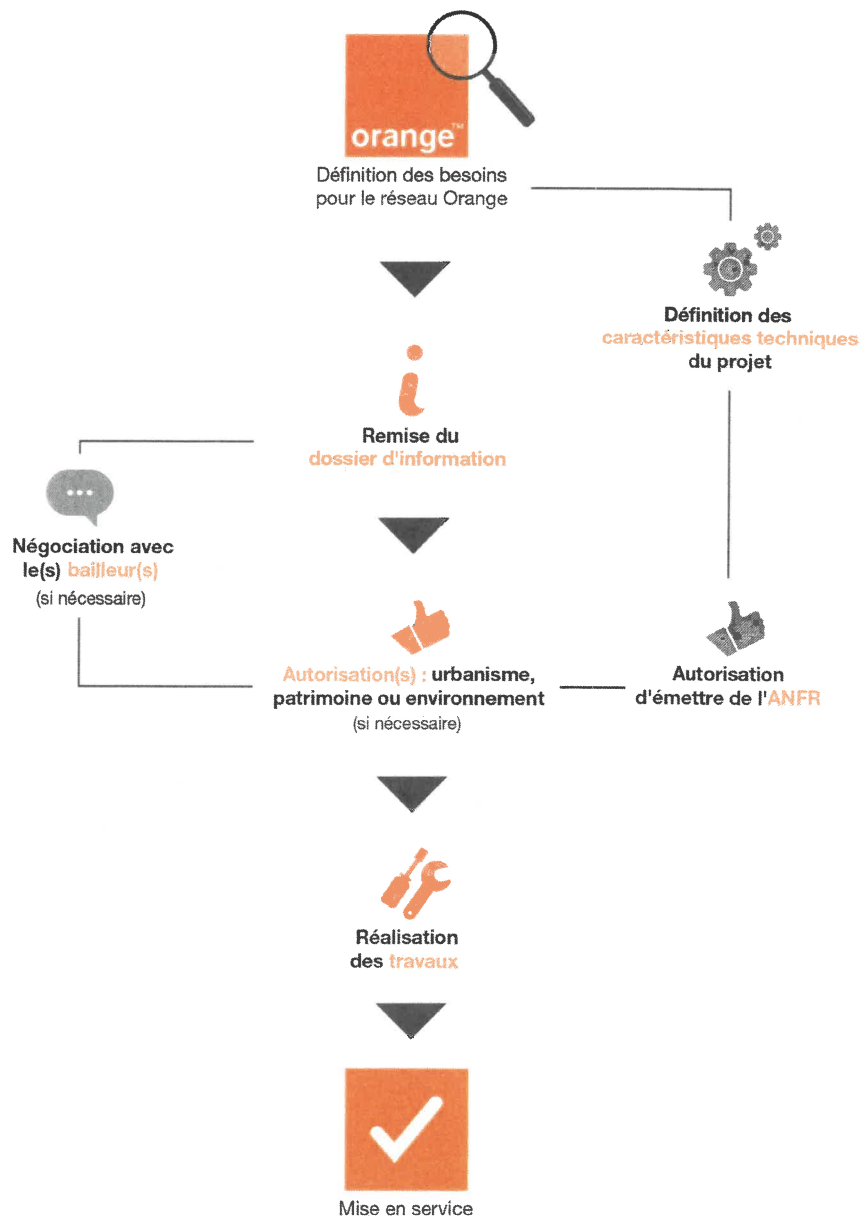 orange™
Définition des besoins
pour le réseau Orange
Définition des
caractéristiques techniques
du projet
Remise du
dossier d'information
Négociation avec
le(s) bailleur(s)
(si nécessaire)
Autorisation(s) : urbanisme,
patrimoine ou environnement
(si nécessaire)
Autorisation
d'émettre de l'ANFR
Réalisation
des travaux
Mise en service